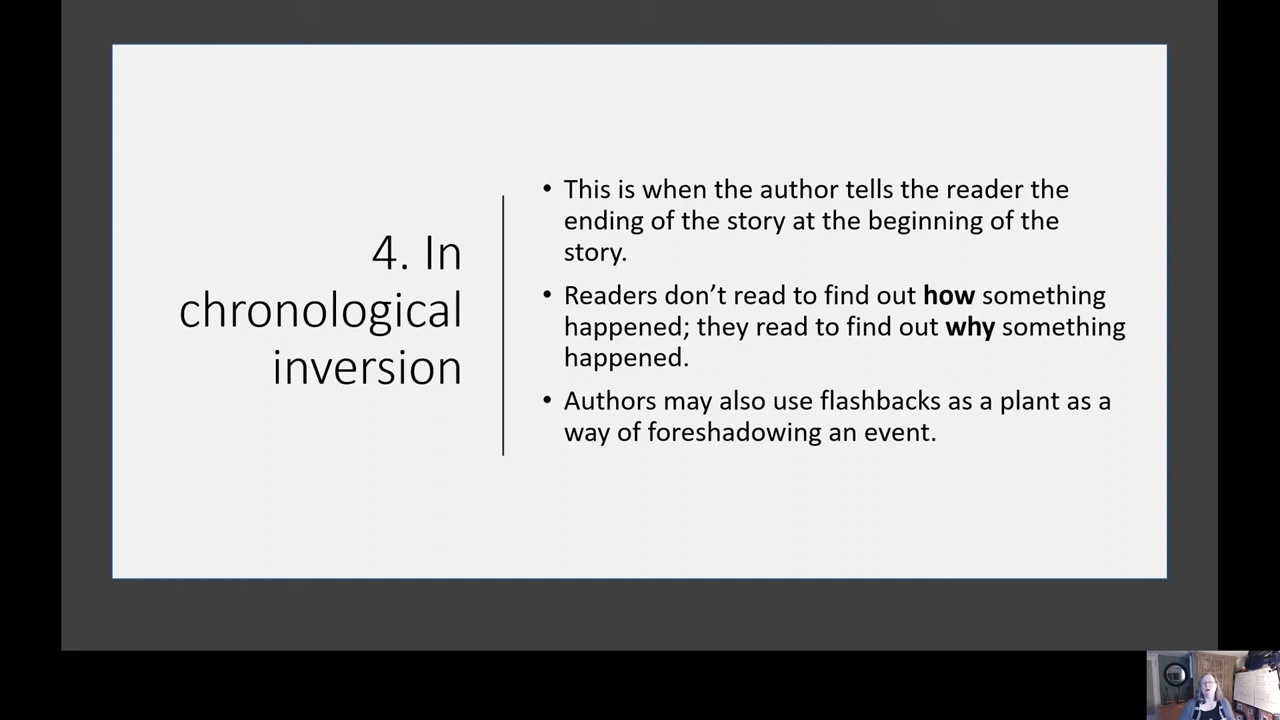 4. In
chronological
inversion
• This is when the author tells the reader the
ending of the story at the beginning of the
story.
• Readers don’t read to find out how something
happened; they read to find out why something
happened.
• Authors may also use flashbacks as a plant as a
way of foreshadowing an event.